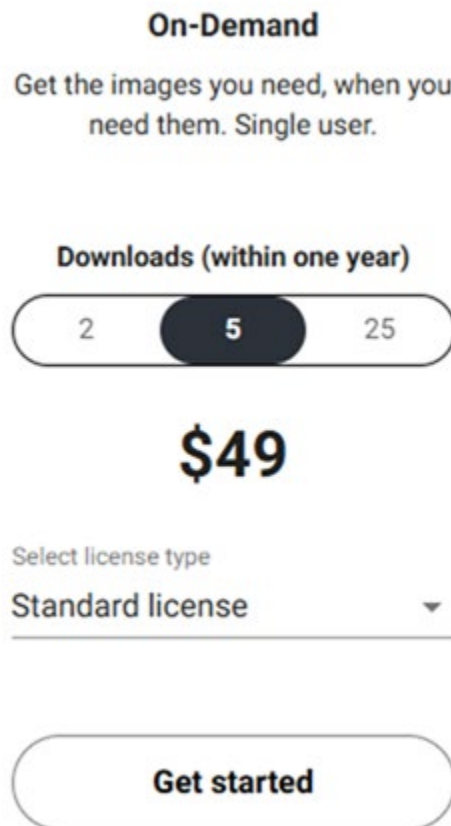 On-Demand
Get the images you need, when you
need them. Single user.
Downloads (within one year)
2 5 25
$49
Select license type
Standard license
Get started